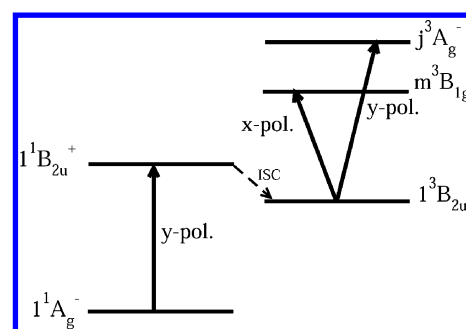 j³A_g⁻
m³B_1g
x-pol.
y-pol.
1¹B_2u⁺
ISC
1³B_2u
y-pol.
1¹A_g⁻